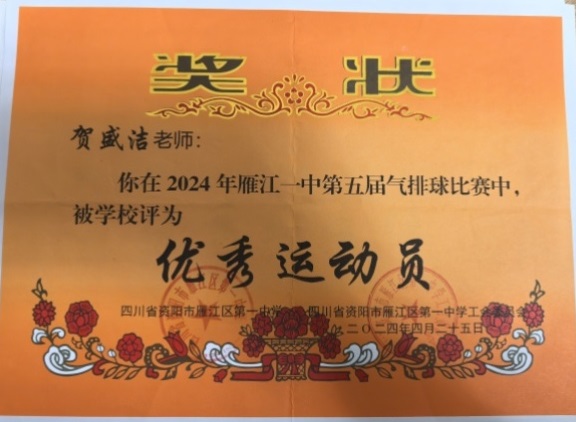 奖状
贺盛洁老师：
你在2024年雁江一中第五届气排球比赛中，
被学校评为
优秀运动员
四川省资阳市雁江区第一中学 四川省资阳市雁江区第一中学工会委员会
二〇二四年四月二十五日